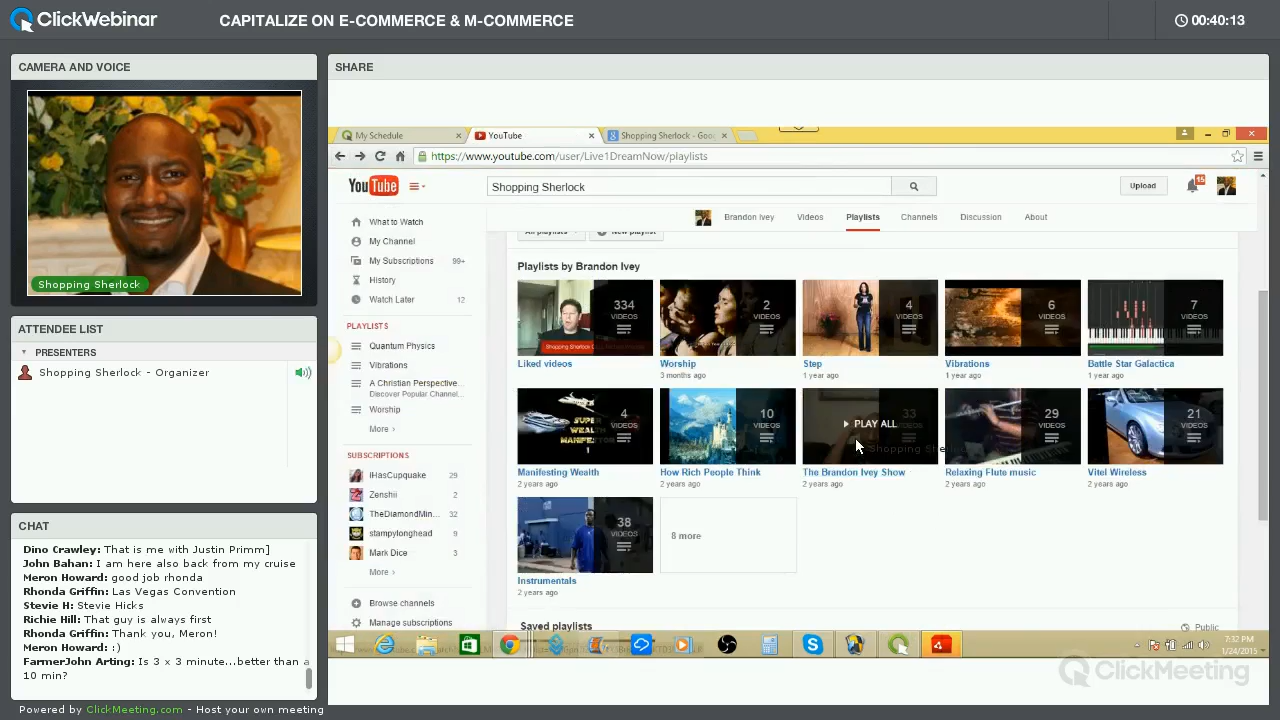 ClickWebinar
CAPITALIZE ON E-COMMERCE & M-COMMERCE
00:40:13
CAMERA AND VOICE
Shopping Sherlock
ATTENDEE LIST
PRESENTERS
Shopping Sherlock - Organizer
CHAT
Dino Crawley: That is me with Justin Primm]
John Bahan: I am here also back from my cruise
Meron Howard: good job rhonda
Rhonda Griffin: Las Vegas Convention
Stevie H: Stevie Hicks
Richie Hill: That guy is always first
Rhonda Griffin: Thank you, Meron!
Meron Howard: :)
FarmerJohn Arting: Is 3 x 3 minute...better than a
10 min?
Powered by ClickMeeting.com - Host your own meeting
SHARE
My Schedule
YouTube
Shopping Sherlock - Goo
https://www.youtube.com/user/Live1DreamNow/playlists
YouTube
Shopping Sherlock
Upload
15
Brandon Ivey
Videos
Playlists
Channels
Discussion
About
What to Watch
My Channel
My Subscriptions 99+
History
Watch Later 12
PLAYLISTS
Quantum Physics
Vibrations
A Christian Perspective...
Discover Popular Channel...
Worship
More ›
SUBSCRIPTIONS
iHasCupquake 29
Zenshii 2
TheDiamondMin... 32
stampylonghead 9
Mark Dice 3
More ›
Browse channels
Manage subscriptions
All playlists
New playlist
Playlists by Brandon Ivey
334 VIDEOS
Liked videos
2 VIDEOS
Worship
3 months ago
4 VIDEOS
Step
1 year ago
6 VIDEOS
Vibrations
1 year ago
7 VIDEOS
Battle Star Galactica
1 year ago
SUPER
WEALTH
4 VIDEOS
Manifesting Wealth
2 years ago
10 VIDEOS
How Rich People Think
2 years ago
PLAY ALL
33 VIDEOS
The Brandon Ivey Show
2 years ago
29 VIDEOS
Relaxing Flute music
2 years ago
21 VIDEOS
Vitel Wireless
2 years ago
38 VIDEOS
Instrumentals
2 years ago
8 more
Saved playlists
Public
7:32 PM
1/24/2015
ClickMeeting